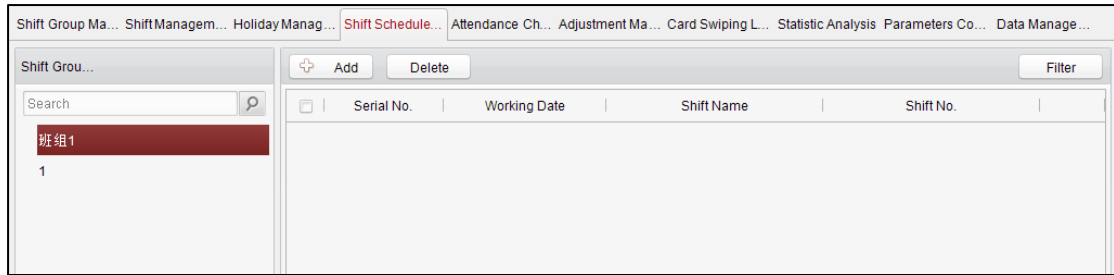 Shift Group Ma... Shift Managem... Holiday Manag... Shift Schedule... Attendance Ch... Adjustment Ma... Card Swiping L... Statistic Analysis Parameters Co... Data Manage...
Shift Grou...
Add Delete Filter
Search
Serial No. Working Date Shift Name Shift No.
班组1
1